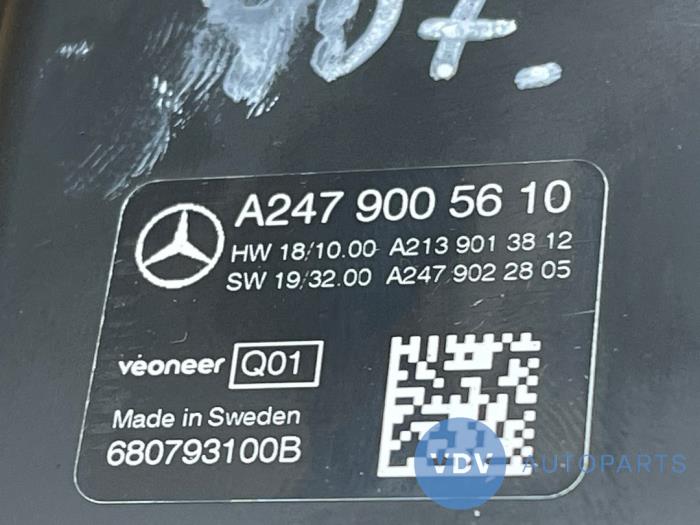 A247 900 56 10
HW 18/10.00 A213 901 38 12
SW 19/32.00 A247 902 28 05
veoneer Q01
Made in Sweden
680793100B
VDV AUTOPARTS